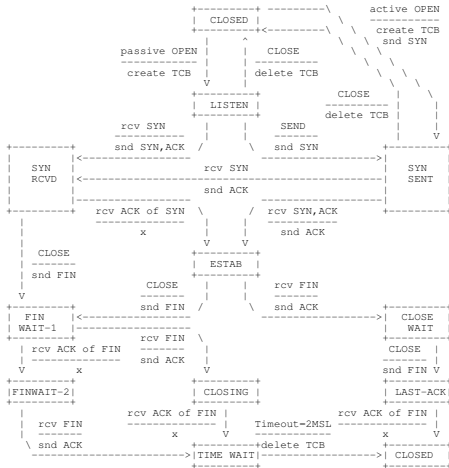 active OPEN
CLOSED
create TCB
snd SYN
passive OPEN CLOSE
create TCB delete TCB
CLOSE
LISTEN
delete TCB
rcv SYN SEND
snd SYN,ACK snd SYN
SYN RCVD
rcv SYN
snd ACK
SYN SENT
rcv ACK of SYN rcv SYN,ACK
x snd ACK
CLOSE
snd FIN
ESTAB
CLOSE rcv FIN
snd FIN snd ACK
FIN WAIT-1
CLOSE WAIT
rcv FIN
rcv ACK of FIN snd ACK
x
CLOSE
snd FIN
FINWAIT-2 CLOSING LAST-ACK
rcv ACK of FIN rcv ACK of FIN
rcv FIN Timeout=2MSL
x x
snd ACK delete TCB
TIME WAIT CLOSED